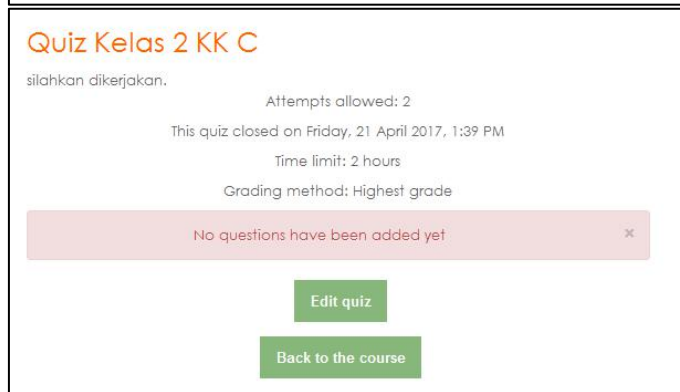 Quiz Kelas 2 KK C
silahkan dikerjakan.
Attempts allowed: 2
This quiz closed on Friday, 21 April 2017, 1:39 PM
Time limit: 2 hours
Grading method: Highest grade
No questions have been added yet ×
Edit quiz
Back to the course